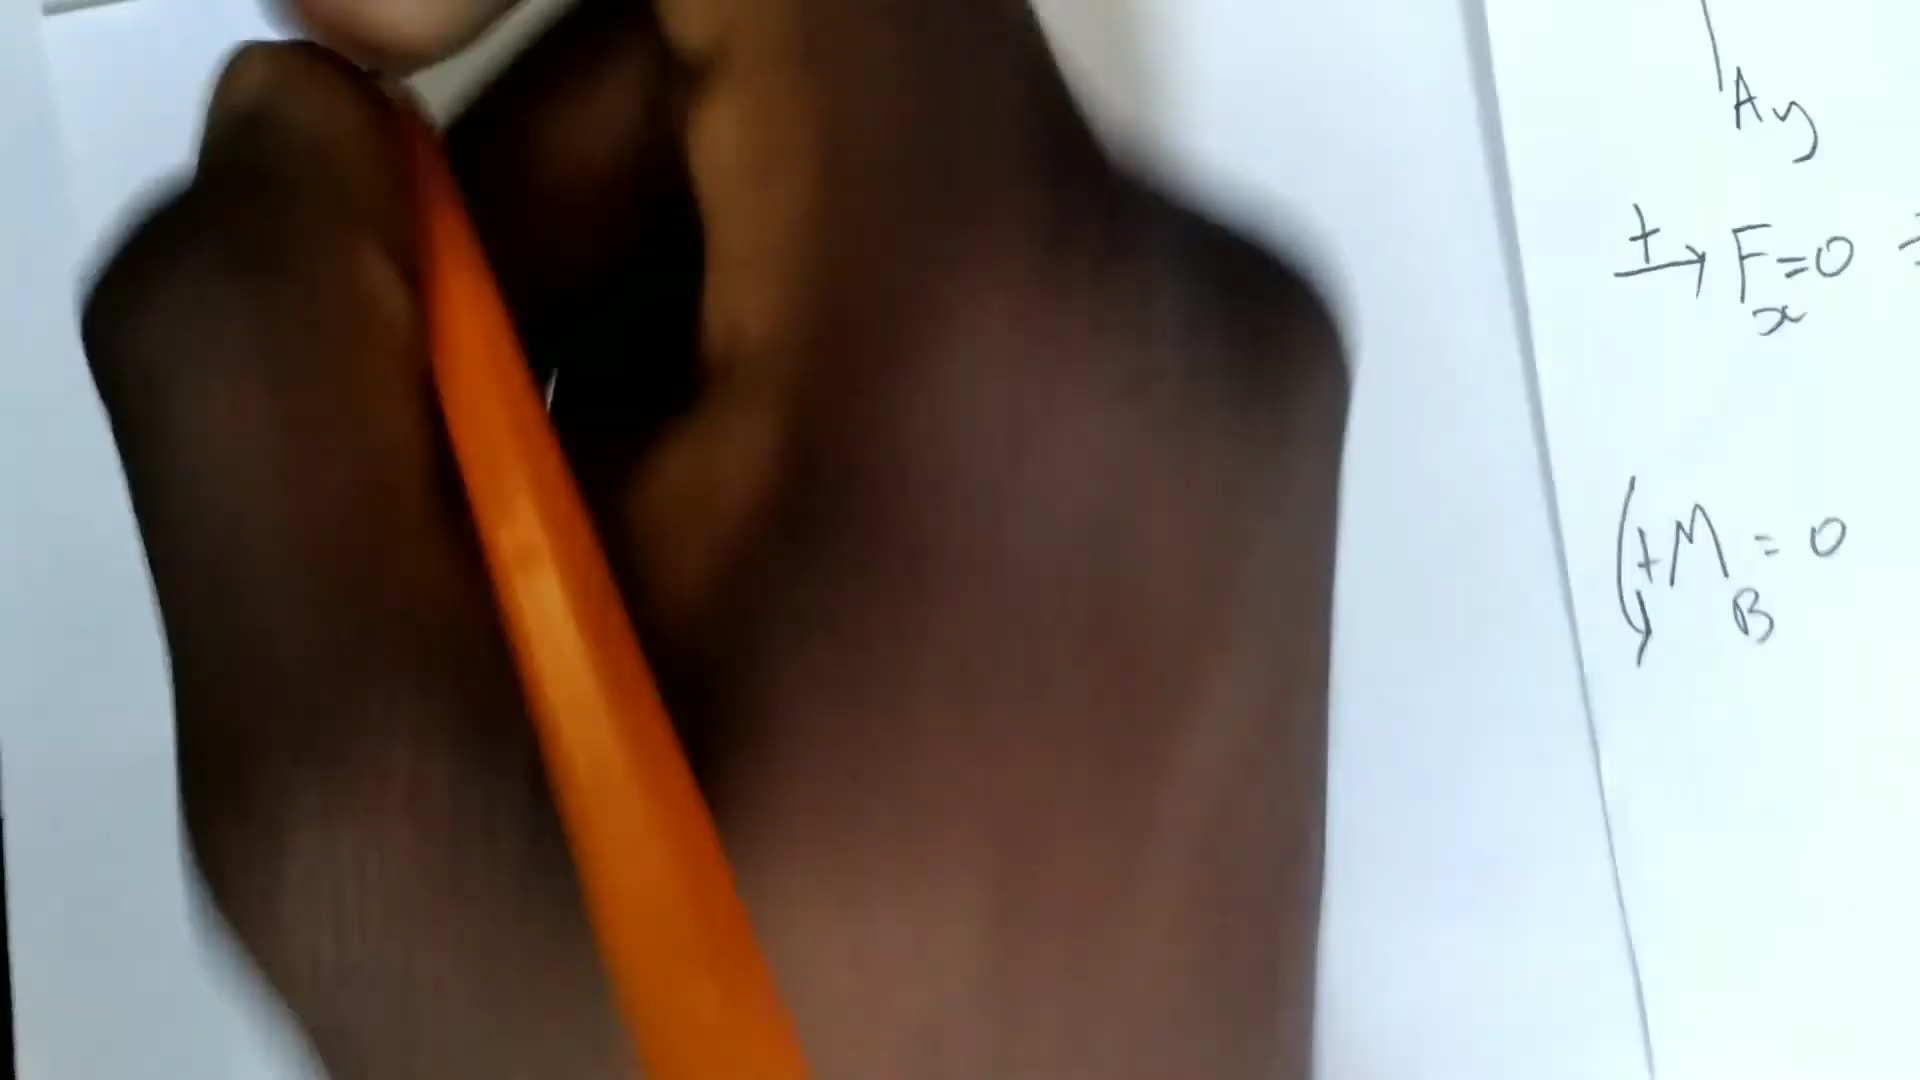 Ay
+→ Fx=0 =
(+MB = 0